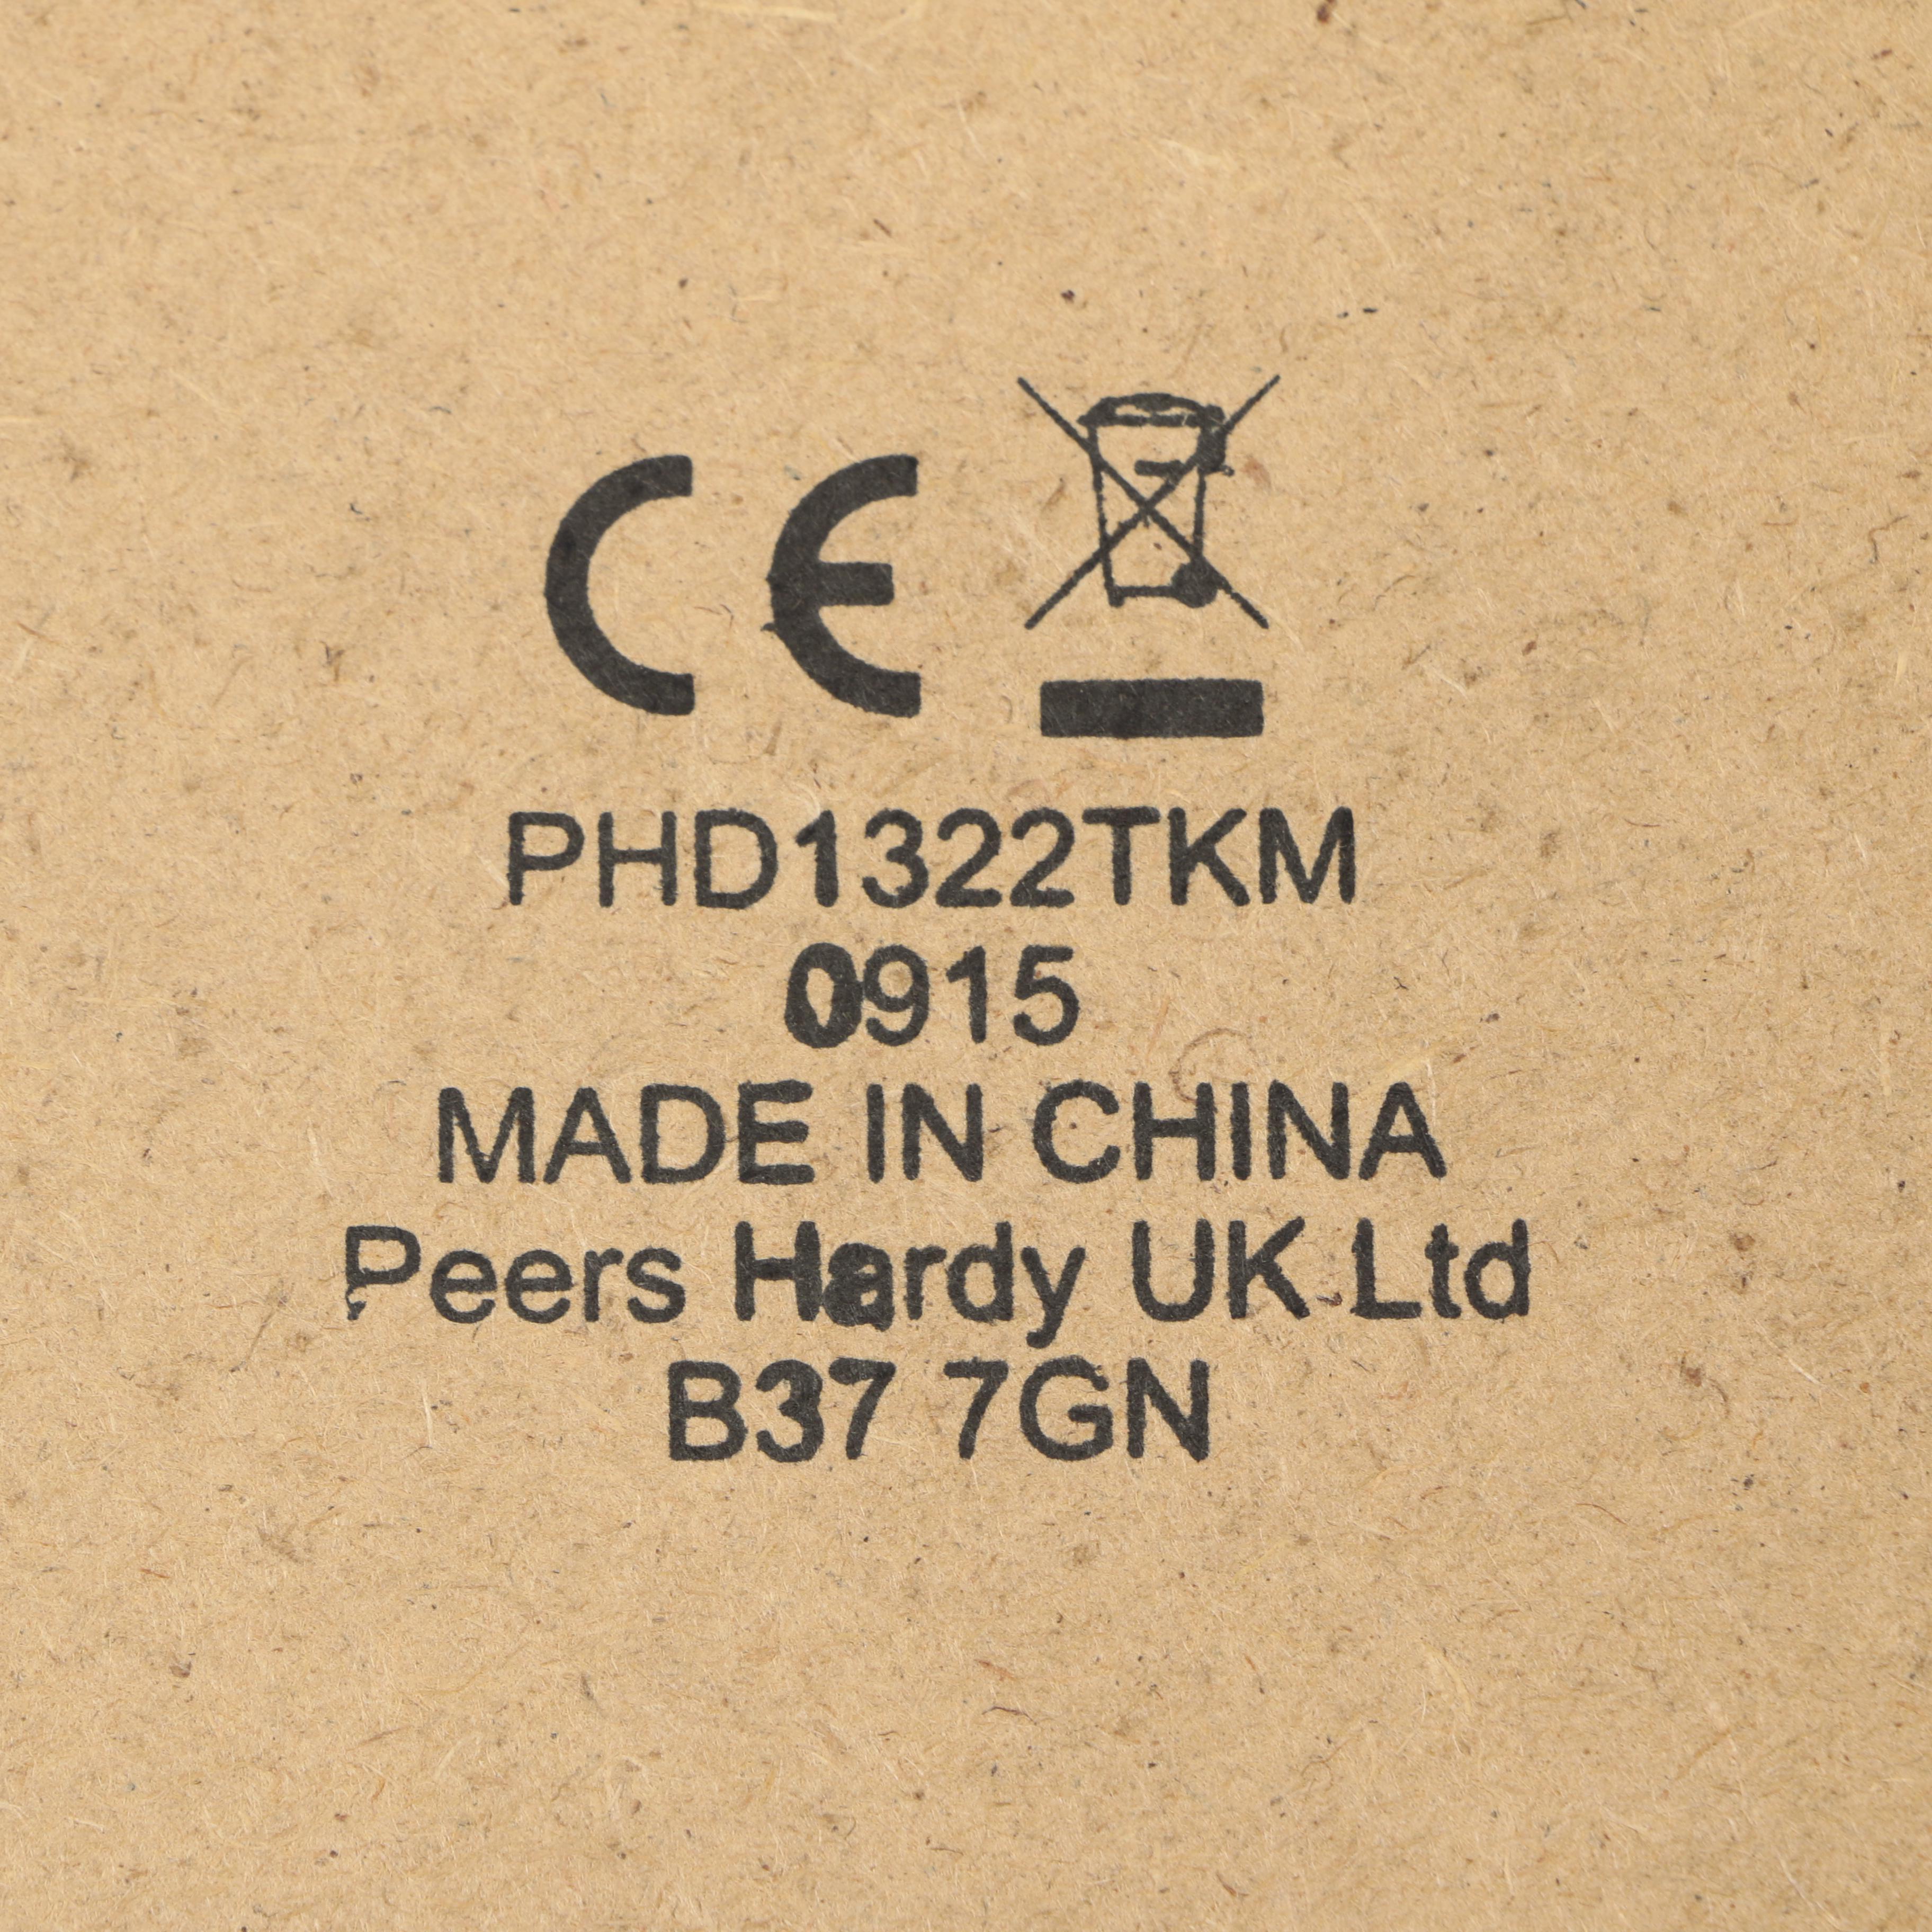 CE
PHD1322TKM
0915
MADE IN CHINA
Peers Hardy UK Ltd
B37 7GN